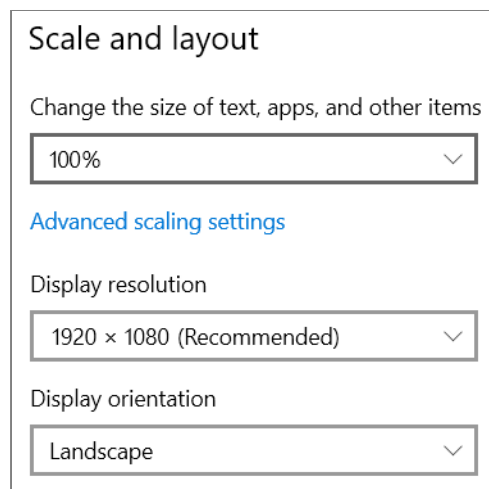 Scale and layout
Change the size of text, apps, and other items
100%
Advanced scaling settings
Display resolution
1920 × 1080 (Recommended)
Display orientation
Landscape